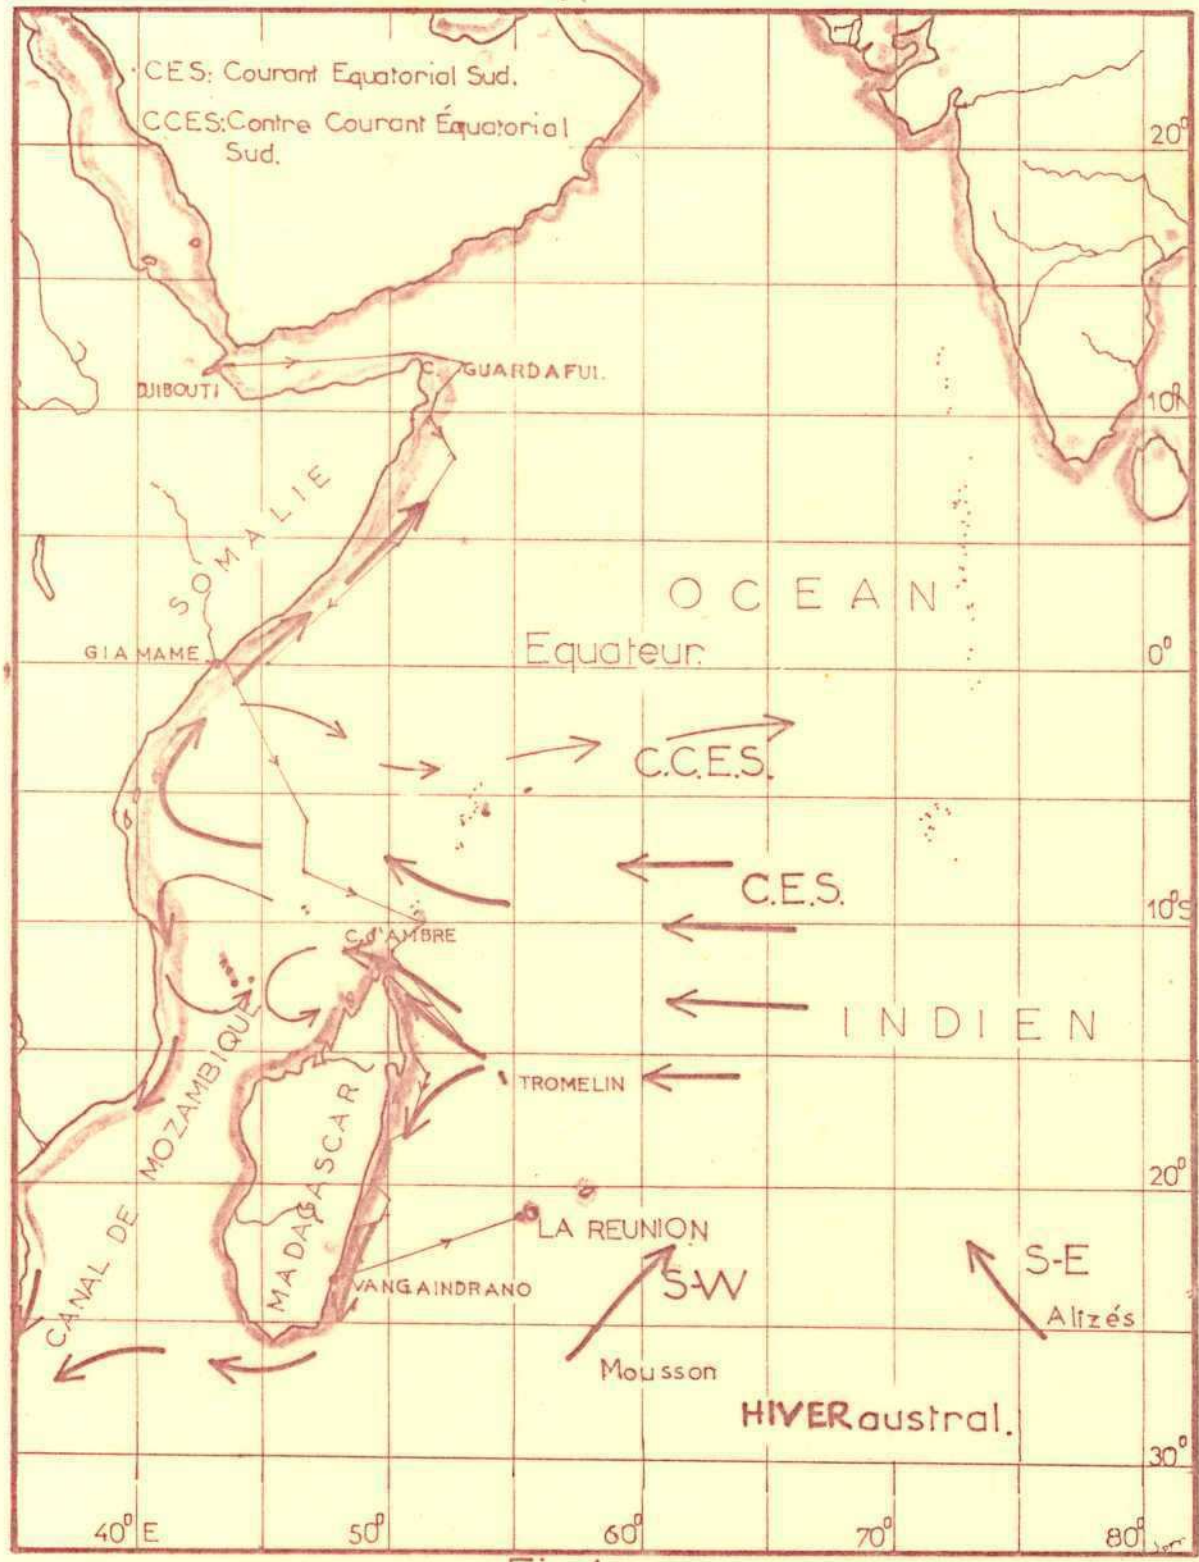 CES: Courant Equatorial Sud.
CCES:Contre Courant Équatorial
Sud.
20°
DJIBOUTI
C. GUARDAFUI.
10°N
SOMALIE
OCEAN
GIAMAME
Equateur.
0°
C.C.E.S.
C.E.S.
10°S
C.d'AMBRE
INDIEN
CANAL DE MOZAMBIQUE
MADAGASCAR
TROMELIN
20°
LA REUNION
VANGAINDRANO
S-W
Mousson
S-E
Alizés
HIVER austral.
30°
40° E
50°
60°
70°
80°